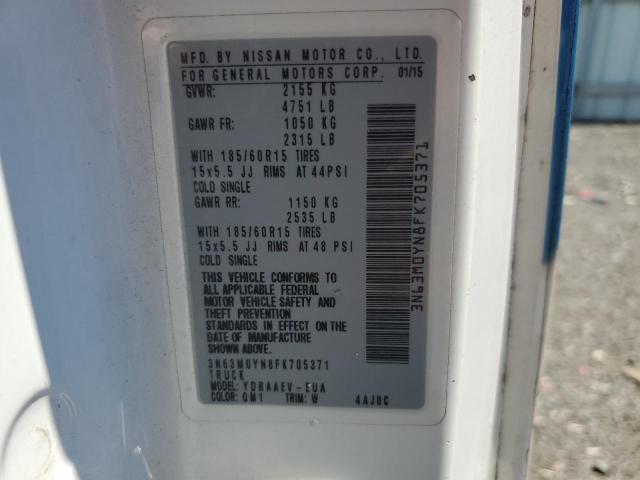 MFD. BY NISSAN MOTOR CO., LTD.
FOR GENERAL MOTORS CORP. 01/15
GVWR: 2155 KG
4751 LB
GAWR FR: 1050 KG
2315 LB
WITH 185/60R15 TIRES
15x5.5 JJ RIMS AT 44PSI
COLD SINGLE
GAWR RR: 1150 KG
2535 LB
WITH 185/60R15 TIRES
15x5.5 JJ RIMS AT 48 PSI
COLD SINGLE
THIS VEHICLE CONFORMS TO
ALL APPLICABLE FEDERAL
MOTOR VEHICLE SAFETY AND
THEFT PREVENTION
STANDARDS IN EFFECT ON THE
DATE OF MANUFACTURE
SHOWN ABOVE.
3N63M0YN8FK705371
TRUCK
MODEL: YDRAAEV-EUA
COLOR: QM1 TRIM: W 4AJ0C
3N63M0YN8FK705371